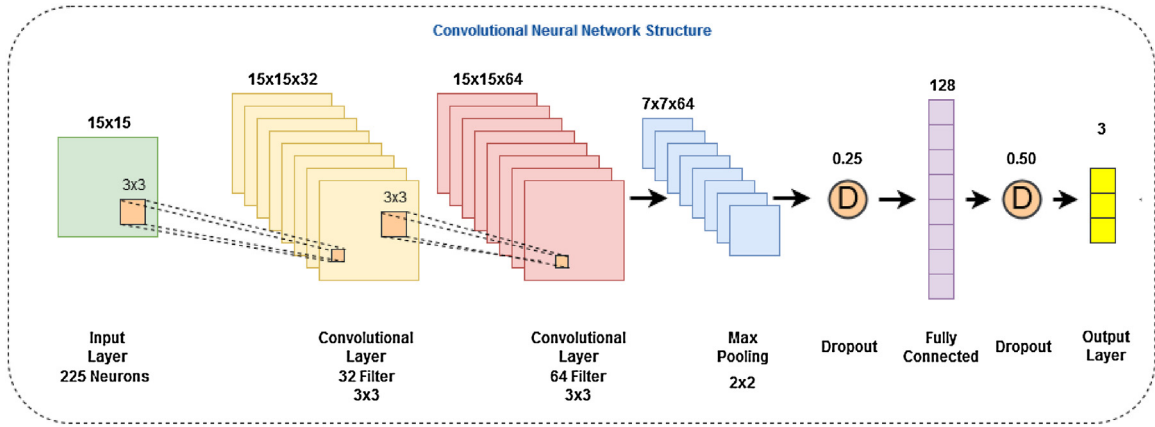 Convolutional Neural Network Structure
15x15
3x3
15x15x32
3x3
15x15x64
7x7x64
0.25
D
128
0.50
D
3
Input
Layer
225 Neurons
Convolutional
Layer
32 Filter
3x3
Convolutional
Layer
64 Filter
3x3
Max
Pooling
2x2
Dropout
Fully
Connected
Dropout
Output
Layer